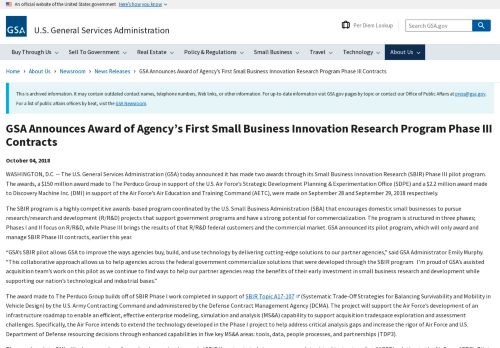 An official website of the United States government Here's how you know
GSA
U.S. General Services Administration
Per Diem Lookup
Search GSA.gov
Buy Through Us
Sell To Government
Real Estate
Policy & Regulations
Small Business
Travel
Technology
About Us
Home › About Us › Newsroom › News Releases › GSA Announces Award of Agency's First Small Business Innovation Research Program Phase III Contracts
This is archived information. It may contain outdated contact names, telephone numbers, Web links, or other information. For up-to-date information visit GSA.gov pages by topic or contact our Office of Public Affairs at press@gsa.gov.
For a list of public affairs officers by beat, visit the GSA Newsroom.
GSA Announces Award of Agency's First Small Business Innovation Research Program Phase III
Contracts
October 04, 2018
WASHINGTON, D.C. — The U.S. General Services Administration (GSA) today announced it has made two awards through its Small Business Innovation Research (SBIR) Phase III pilot program.
The awards, a $150 million award made to The Perduco Group in support of the U.S. Air Force's Strategic Development Planning & Experimentation Office (SDPE) and a $2.2 million award made
to Discovery Machine Inc. (DMI) in support of the Air Force's Air Education and Training Command (AETC), were made on September 28 and September 29, 2018 respectively.
The SBIR program is a highly competitive awards-based program coordinated by the U.S. Small Business Administration (SBA) that encourages domestic small businesses to pursue
research/research and development (R/R&D) projects that support government programs and have a strong potential for commercialization. The program is structured in three phases;
Phases I and II focus on R/R&D, while Phase III brings the results of that R/R&D federal customers and the commercial market. GSA announced its pilot program, which will only award and
manage SBIR Phase III contracts, earlier this year.
"GSA's SBIR pilot allows GSA to improve the ways agencies buy, build, and use technology by delivering cutting-edge solutions to our partner agencies," said GSA Administrator Emily Murphy.
"This collaborative approach allows us to help agencies across the federal government commercialize solutions that were developed through the SBIR program. I'm proud of GSA's assisted
acquisition team's work on this pilot as we continue to find ways to help our partner agencies reap the benefits of their early investment in small business research and development while
supporting our nation's technological and industrial bases."
The award made to The Perduco Group builds off of SBIR Phase I work completed in support of SBIR Topic A17-107 (Systematic Trade-Off Strategies for Balancing Survivability and Mobility in
Vehicle Design) by the U.S. Army Contracting Command and administered by the Defense Contract Management Agency (DCMA). The project will support the Air Force's development of an
infrastructure roadmap to enable an efficient, effective enterprise modeling, simulation and analysis (MS&A) capability to support acquisition tradespace exploration and assessment
challenges. Specifically, the Air Force intends to extend the technology developed in the Phase I project to help address critical analysis gaps and increase the rigor of Air Force and U.S.
Department of Defense resourcing decisions through enhanced capabilities in five key MS&A areas: tools, data, people, processes, and partnerships (TDP3).